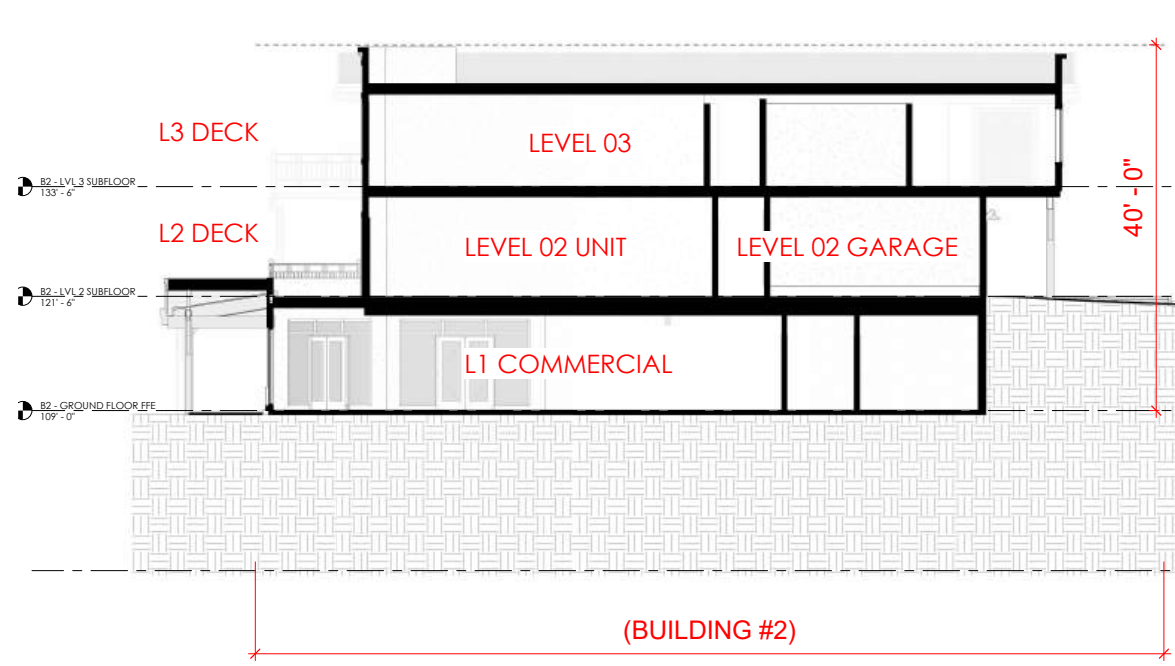 L3 DECK
LEVEL 03
B2 - LVL 3 SUBFLOOR
133' - 6"
40' - 0"
L2 DECK
LEVEL 02 UNIT
LEVEL 02 GARAGE
B2 - LVL 2 SUBFLOOR
121' - 6"
L1 COMMERCIAL
B2 - GROUND FLOOR FFE
109' - 0"
(BUILDING #2)